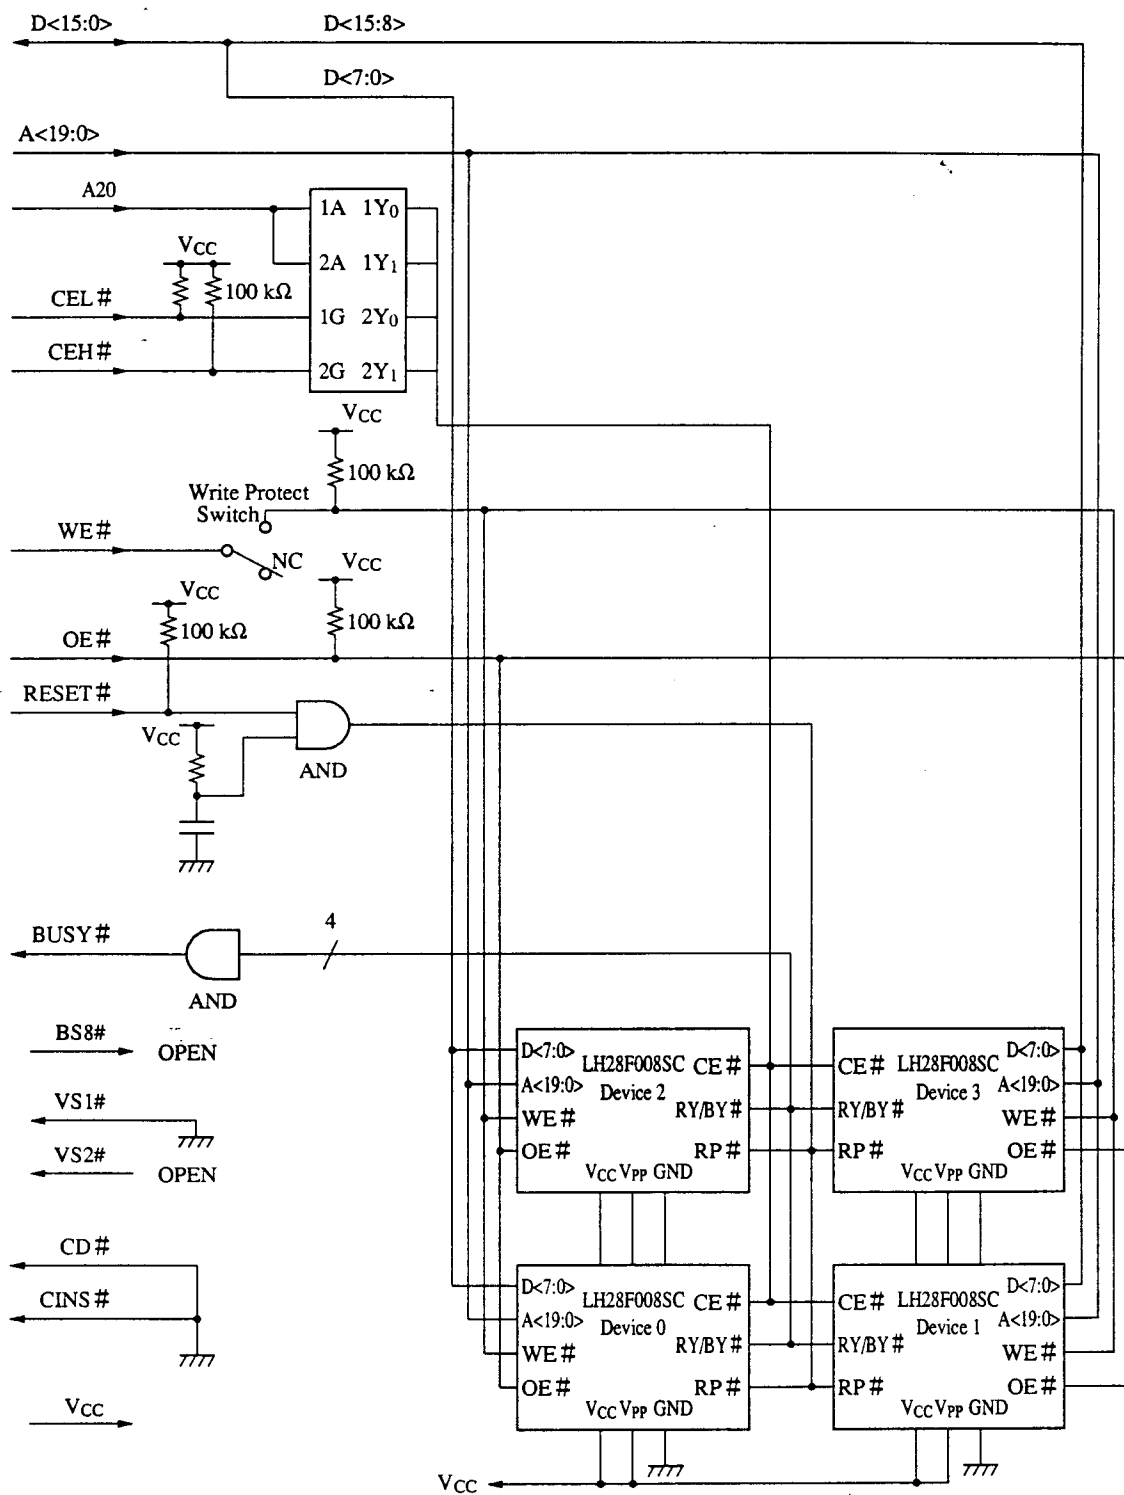 D<15:0>
D<15:8>
D<7:0>
A<19:0>
A20
1A 1Y0
VCC
2A 1Y1
100 kΩ
CEL#
1G 2Y0
CEH#
2G 2Y1
VCC
100 kΩ
Write Protect
Switch
WE#
NC
VCC
VCC
100 kΩ
100 kΩ
OE#
RESET#
VCC
AND
4
BUSY#
AND
BS8#
OPEN
VS1#
VS2#
OPEN
CD#
CINS#
VCC
D<7:0> LH28F008SC CE#
A<19:0> Device 2
RY/BY#
WE#
OE# RP#
VCC VPP GND
CE# LH28F008SC D<7:0>
Device 3 A<19:0>
RY/BY#
WE#
RP# OE#
VCC VPP GND
D<7:0> LH28F008SC CE#
A<19:0> Device 0
RY/BY#
WE#
OE# RP#
VCC VPP GND
CE# LH28F008SC D<7:0>
Device 1 A<19:0>
RY/BY#
WE#
RP# OE#
VCC VPP GND
VCC